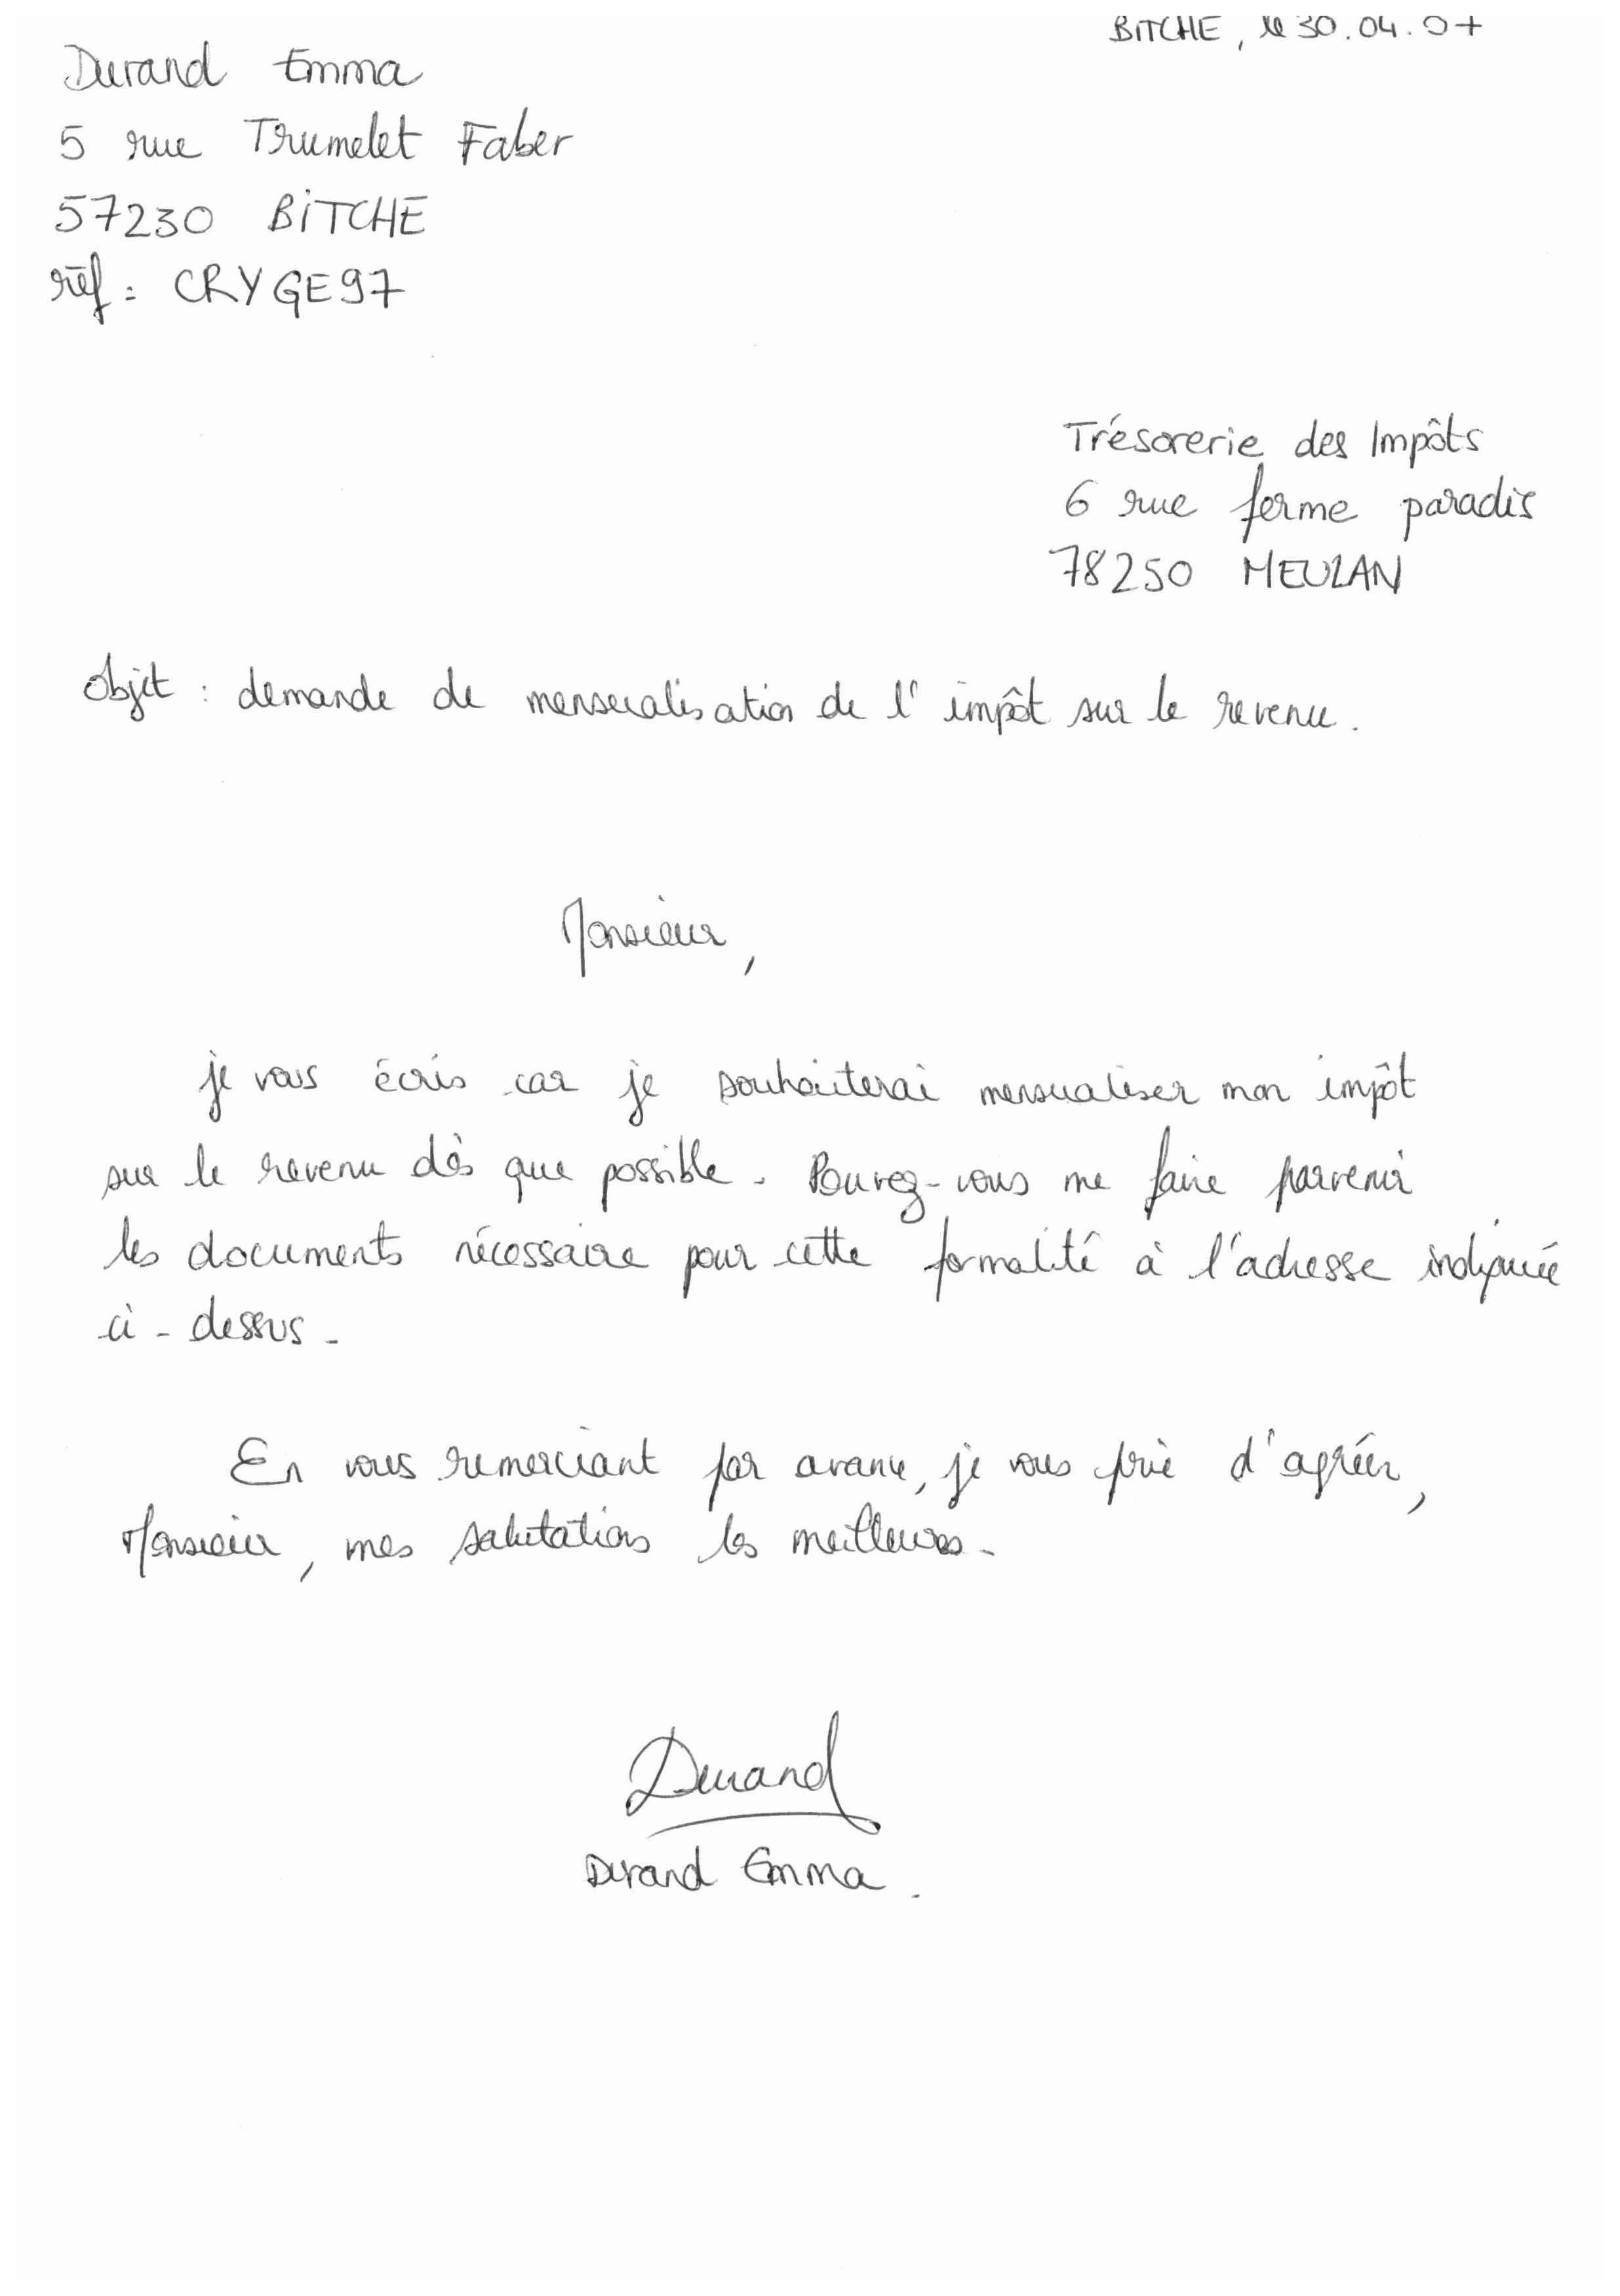 BITCHE, le 30.04.07
Durand Emma
5 rue Trumelet Faber
57230 BITCHE
réf : CRYGE97
Trésorerie des Impôts
6 rue ferme paradis
78250 MEULAN
Objet : demande de mensualisation de l'impôt sur le revenu.
Monsieur,
je vous écris car je souhaiterai mensualiser mon impôt
sur le revenu dès que possible. Pouvez-vous me faire parvenir
les documents nécessaire pour cette formalité à l'adresse indiquée
ci-dessus.
En vous remerciant par avance, je vous prie d'agréer,
Monsieur, mes salutations les meilleures.
Durand
Durand Emma.